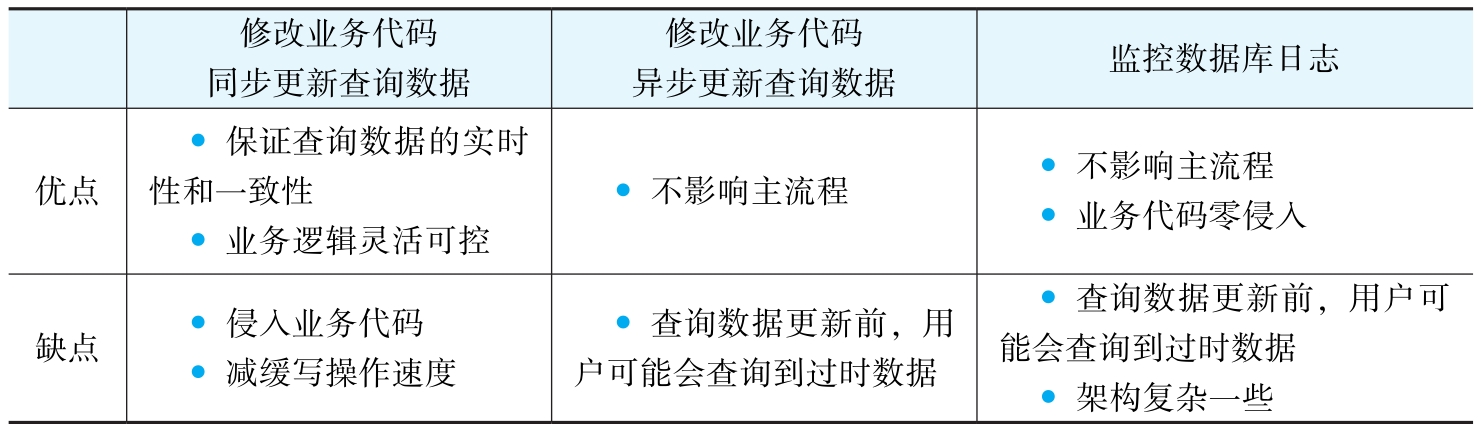 修改业务代码
同步更新查询数据
修改业务代码
异步更新查询数据
监控数据库日志
优点
• 保证查询数据的实时
性和一致性
• 业务逻辑灵活可控
• 不影响主流程
• 不影响主流程
• 业务代码零侵入
缺点
• 侵入业务代码
• 减缓写操作速度
• 查询数据更新前，用
户可能会查询到过时数据
• 查询数据更新前，用户可
能会查询到过时数据
• 架构复杂一些